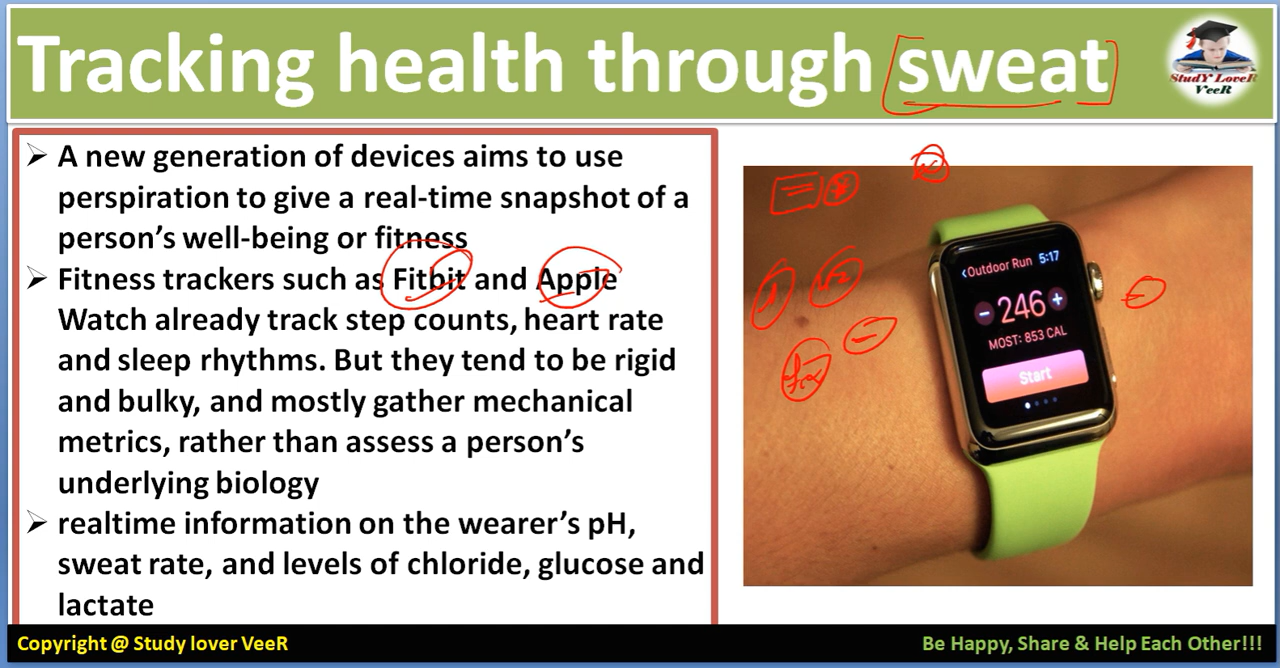 Tracking health through sweat
StudY LoveR
VeeR
➢ A new generation of devices aims to use
perspiration to give a real-time snapshot of a
person's well-being or fitness
➢ Fitness trackers such as Fitbit and Apple
Watch already track step counts, heart rate
and sleep rhythms. But they tend to be rigid
and bulky, and mostly gather mechanical
metrics, rather than assess a person's
underlying biology
➢ realtime information on the wearer's pH,
sweat rate, and levels of chloride, glucose and
lactate
‹Outdoor Run 5:17
− 246 +
MOST: 853 CAL
Start
Copyright @ Study lover VeeR
Be Happy, Share & Help Each Other!!!